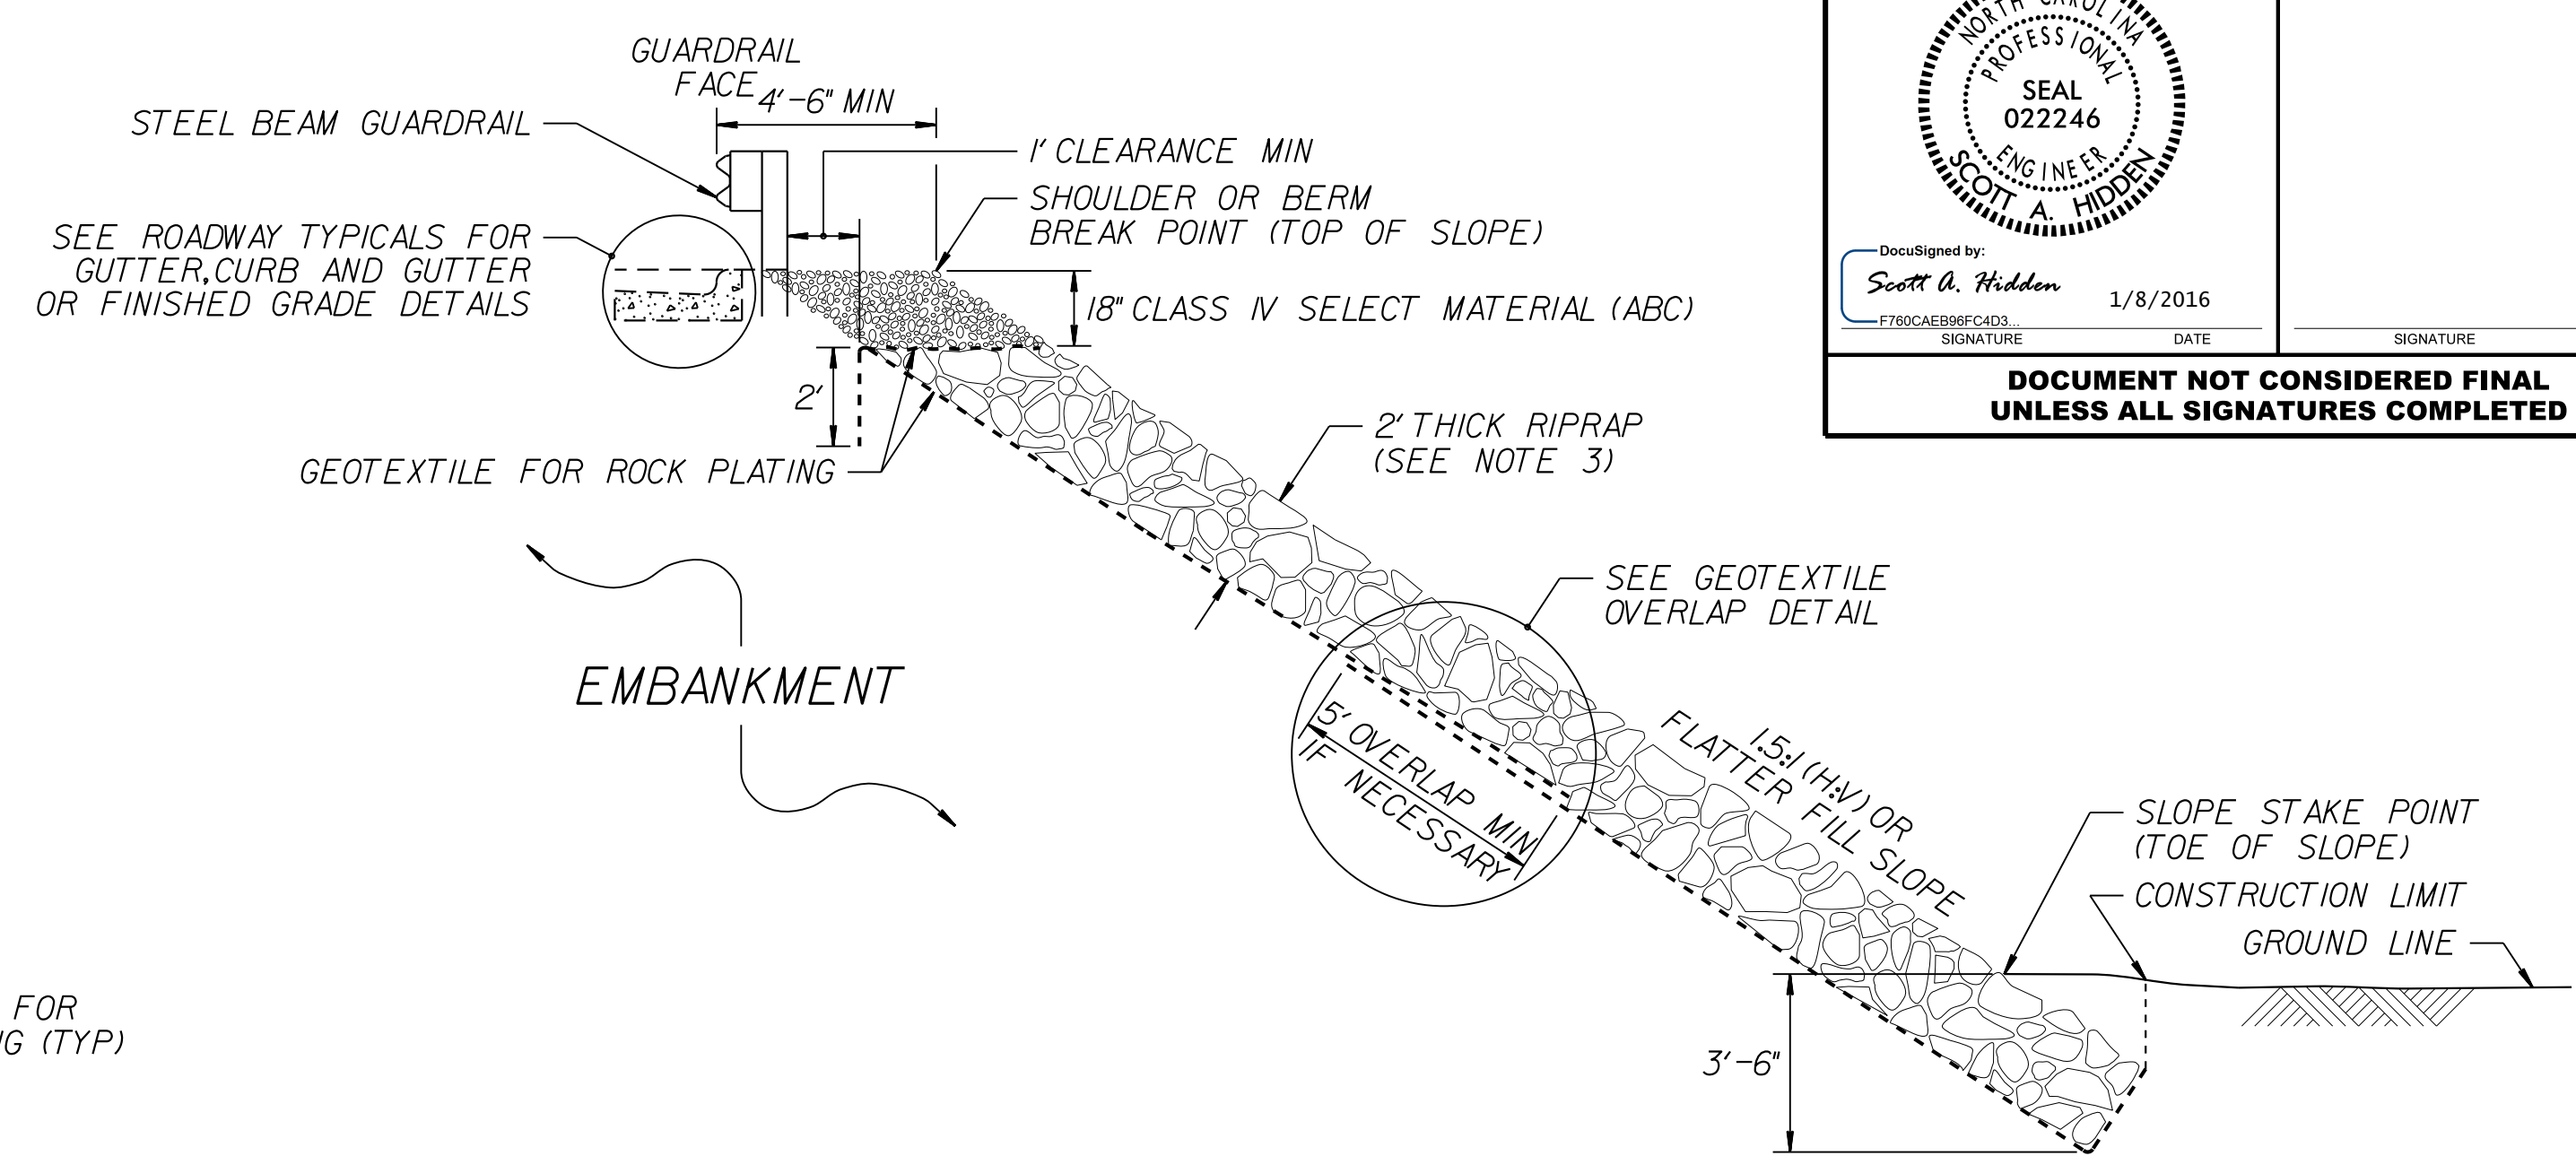 GUARDRAIL
FACE
4'-6" MIN
STEEL BEAM GUARDRAIL
1' CLEARANCE MIN
SHOULDER OR BERM
BREAK POINT (TOP OF SLOPE)
SEE ROADWAY TYPICALS FOR
GUTTER, CURB AND GUTTER
OR FINISHED GRADE DETAILS
18" CLASS IV SELECT MATERIAL (ABC)
2'
GEOTEXTILE FOR ROCK PLATING
2' THICK RIPRAP
(SEE NOTE 3)
SEE GEOTEXTILE
OVERLAP DETAIL
EMBANKMENT
5' OVERLAP MIN
IF NECESSARY
1.5:1 (H:V) OR
FLATTER FILL SLOPE
SLOPE STAKE POINT
(TOE OF SLOPE)
CONSTRUCTION LIMIT
GROUND LINE
3'-6"
FOR
NG (TYP)
NORTH CAROLINA
PROFESSIONAL
SEAL
022246
ENGINEER
SCOTT A. HIDDEN
DocuSigned by:
Scott A. Hidden
1/8/2016
F760CAEB96FC4D3...
SIGNATURE
DATE
SIGNATURE
DOCUMENT NOT CONSIDERED FINAL
UNLESS ALL SIGNATURES COMPLETED